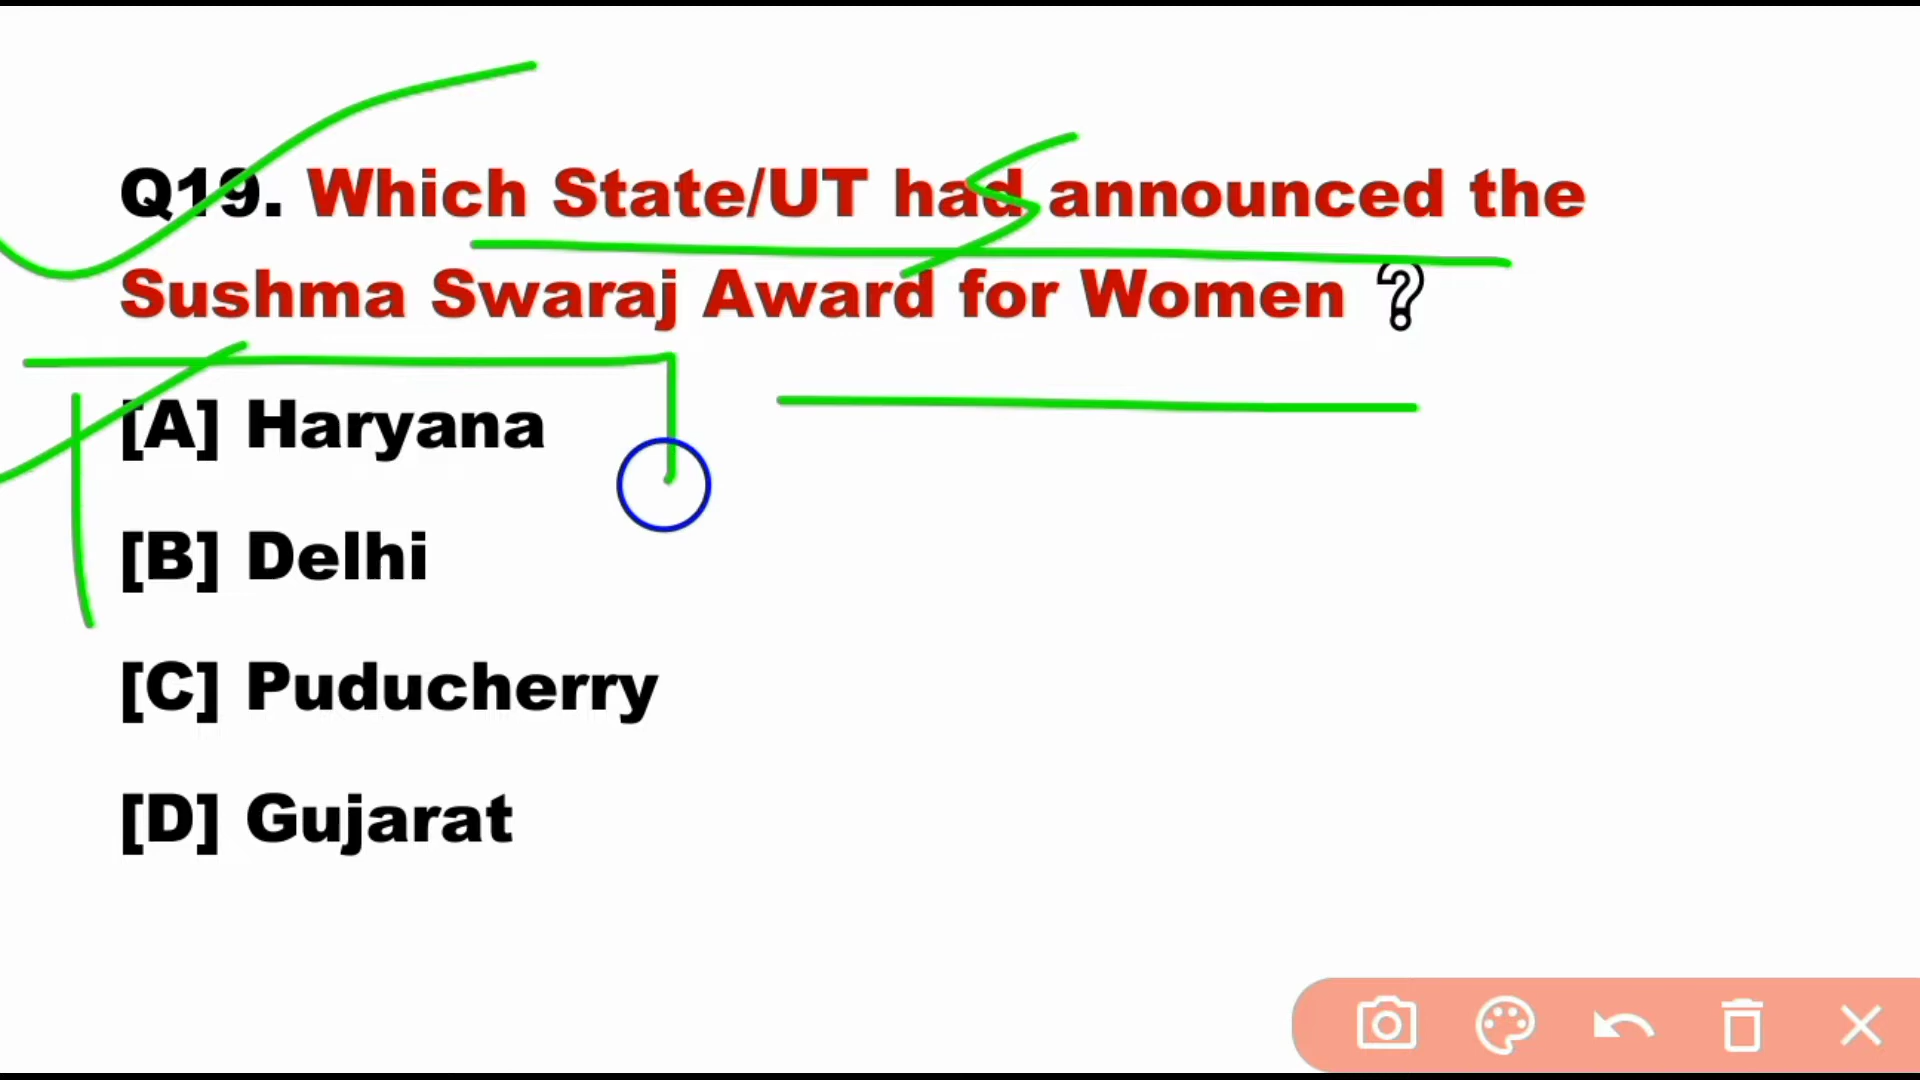 Q19. Which State/UT had announced the
Sushma Swaraj Award for Women ?
[A] Haryana
[B] Delhi
[C] Puducherry
[D] Gujarat